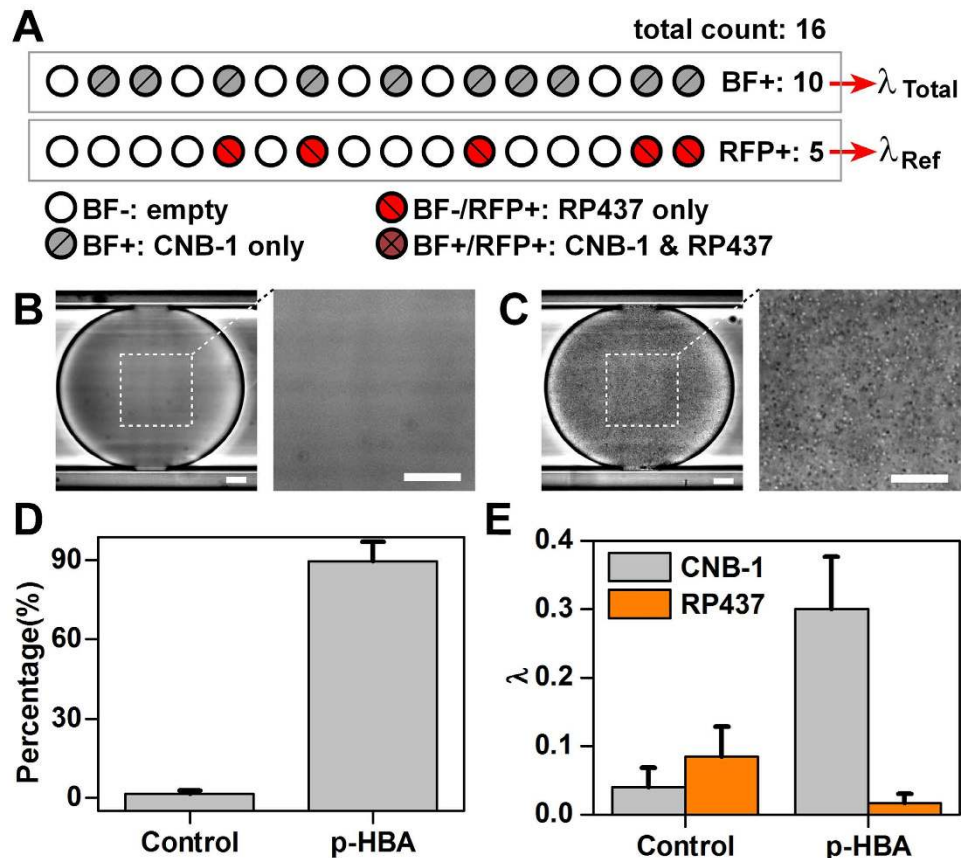 A
total count: 16
BF+: 10 → λ Total
RFP+: 5 → λ Ref
BF-: empty
BF-/RFP+: RP437 only
BF+: CNB-1 only
BF+/RFP+: CNB-1 & RP437
B
C
D
E
Percentage(%)
90
60
30
0
Control
p-HBA
λ
0.4
0.3
0.2
0.1
0.0
CNB-1
RP437
Control
p-HBA